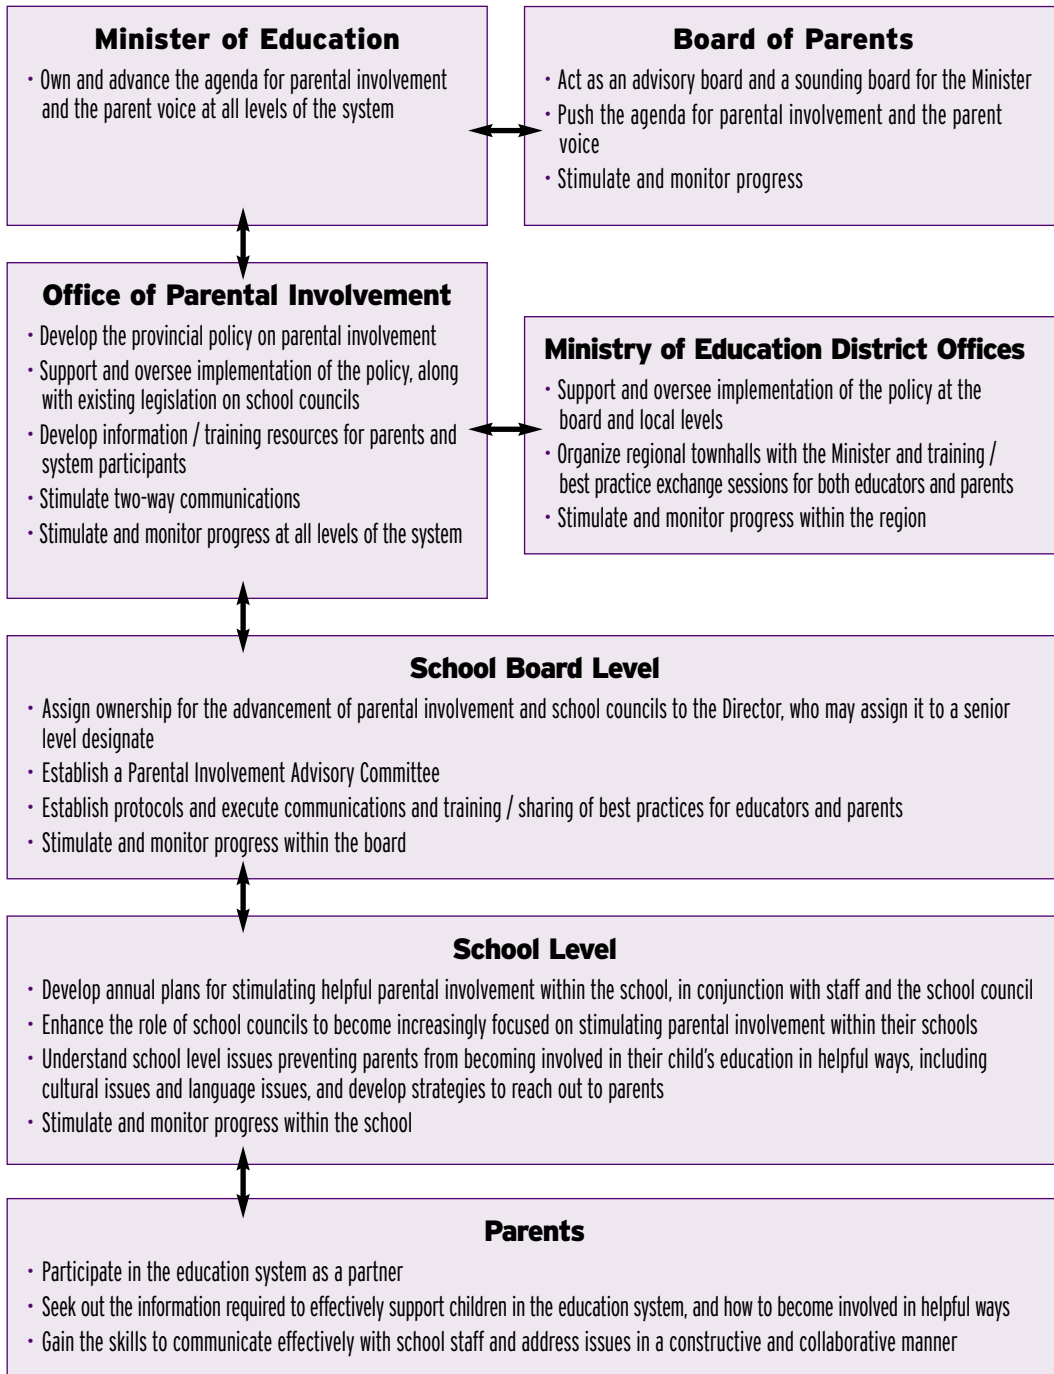 Minister of Education
• Own and advance the agenda for parental involvement
and the parent voice at all levels of the system
Board of Parents
• Act as an advisory board and a sounding board for the Minister
• Push the agenda for parental involvement and the parent
voice
• Stimulate and monitor progress
Office of Parental Involvement
• Develop the provincial policy on parental involvement
• Support and oversee implementation of the policy, along
with existing legislation on school councils
• Develop information / training resources for parents and
system participants
• Stimulate two-way communications
• Stimulate and monitor progress at all levels of the system
Ministry of Education District Offices
• Support and oversee implementation of the policy at the
board and local levels
• Organize regional townhalls with the Minister and training /
best practice exchange sessions for both educators and parents
• Stimulate and monitor progress within the region
School Board Level
• Assign ownership for the advancement of parental involvement and school councils to the Director, who may assign it to a senior
level designate
• Establish a Parental Involvement Advisory Committee
• Establish protocols and execute communications and training / sharing of best practices for educators and parents
• Stimulate and monitor progress within the board
School Level
• Develop annual plans for stimulating helpful parental involvement within the school, in conjunction with staff and the school council
• Enhance the role of school councils to become increasingly focused on stimulating parental involvement within their schools
• Understand school level issues preventing parents from becoming involved in their child's education in helpful ways, including
cultural issues and language issues, and develop strategies to reach out to parents
• Stimulate and monitor progress within the school
Parents
• Participate in the education system as a partner
• Seek out the information required to effectively support children in the education system, and how to become involved in helpful ways
• Gain the skills to communicate effectively with school staff and address issues in a constructive and collaborative manner